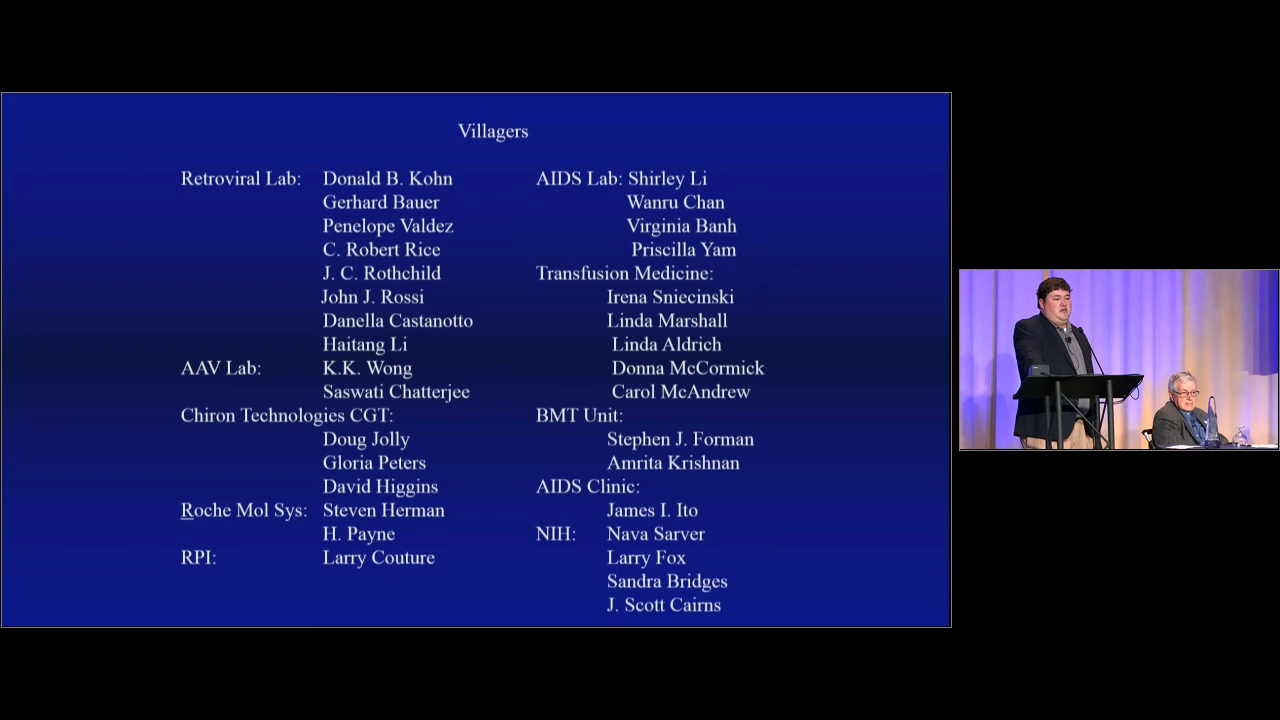 Villagers
Retroviral Lab: Donald B. Kohn
Gerhard Bauer
Penelope Valdez
C. Robert Rice
J. C. Rothchild
John J. Rossi
Danella Castanotto
Haitang Li
AAV Lab: K.K. Wong
Saswati Chatterjee
Chiron Technologies CGT:
Doug Jolly
Gloria Peters
David Higgins
Roche Mol Sys: Steven Herman
H. Payne
RPI: Larry Couture
AIDS Lab: Shirley Li
Wanru Chan
Virginia Banh
Priscilla Yam
Transfusion Medicine:
Irena Sniecinski
Linda Marshall
Linda Aldrich
Donna McCormick
Carol McAndrew
BMT Unit:
Stephen J. Forman
Amrita Krishnan
AIDS Clinic:
James I. Ito
NIH: Nava Sarver
Larry Fox
Sandra Bridges
J. Scott Cairns